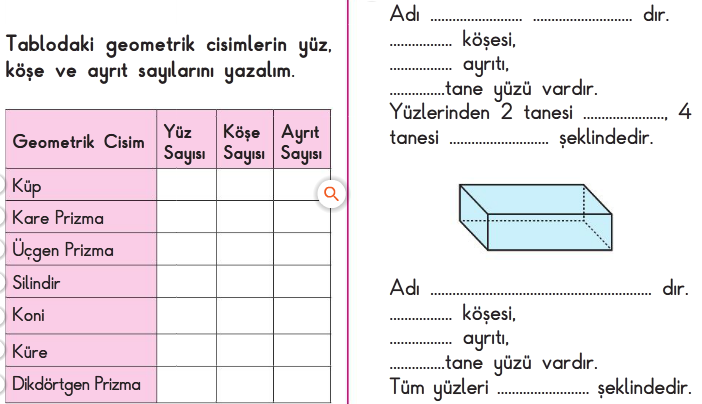 Tablodaki geometrik cisimlerin yüz,
köşe ve ayrıt sayılarını yazalım.
Geometrik Cisim Yüz Sayısı Köşe Sayısı Ayrıt Sayısı
Küp
Kare Prizma
Üçgen Prizma
Silindir
Koni
Küre
Dikdörtgen Prizma
Adı ....................... ......................... dır.
................ köşesi,
................ ayrıtı,
..............tane yüzü vardır.
Yüzlerinden 2 tanesi ....................., 4
tanesi ......................... şeklindedir.
Adı ........................................................ dır.
................ köşesi,
................ ayrıtı,
..............tane yüzü vardır.
Tüm yüzleri ....................... şeklindedir.